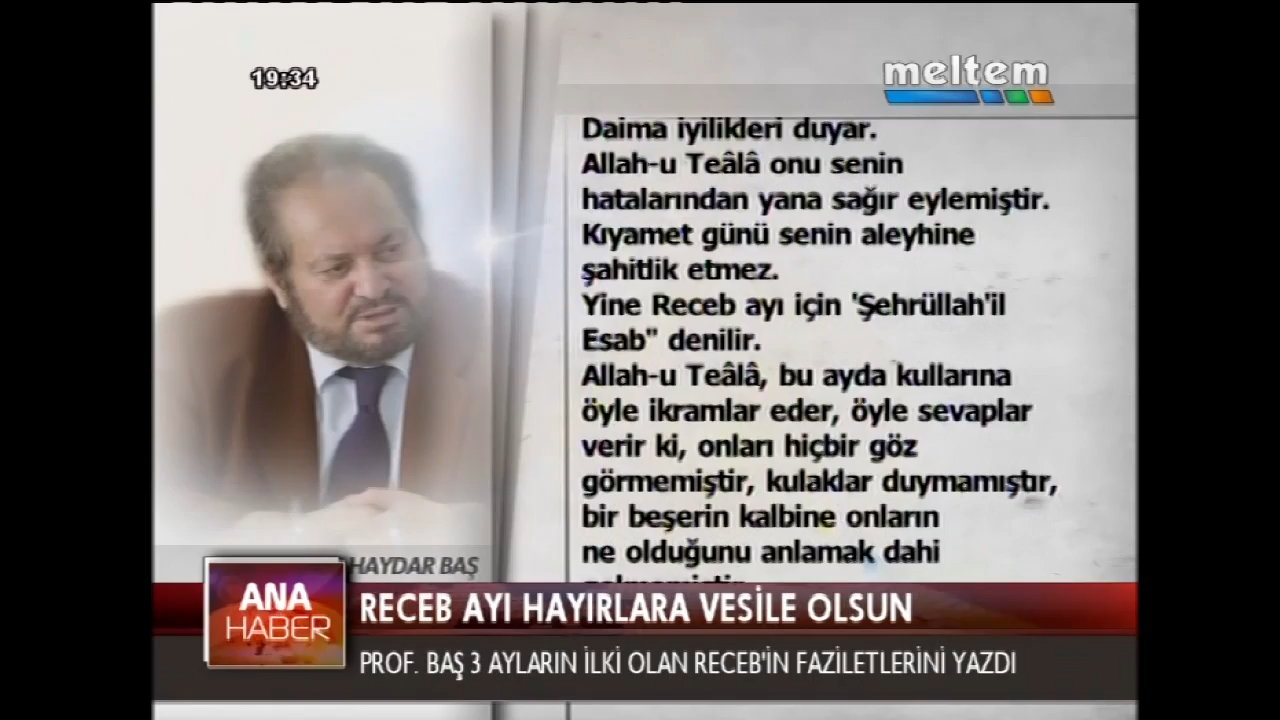 19:34
meltem
Daima iyilikleri duyar.
Allah-u Teâlâ onu senin
hatalarından yana sağır eylemiştir.
Kıyamet günü senin aleyhine
şahitlik etmez.
Yine Receb ayı için 'Şehrüllah'il
Esab" denilir.
Allah-u Teâlâ, bu ayda kullarına
öyle ikramlar eder, öyle sevaplar
verir ki, onları hiçbir göz
görmemiştir, kulaklar duymamıştır,
bir beşerin kalbine onların
ne olduğunu anlamak dahi
HAYDAR BAŞ
ANA
HABER
RECEB AYI HAYIRLARA VESİLE OLSUN
PROF. BAŞ 3 AYLARIN İLKİ OLAN RECEB'İN FAZİLETLERİNİ YAZDI